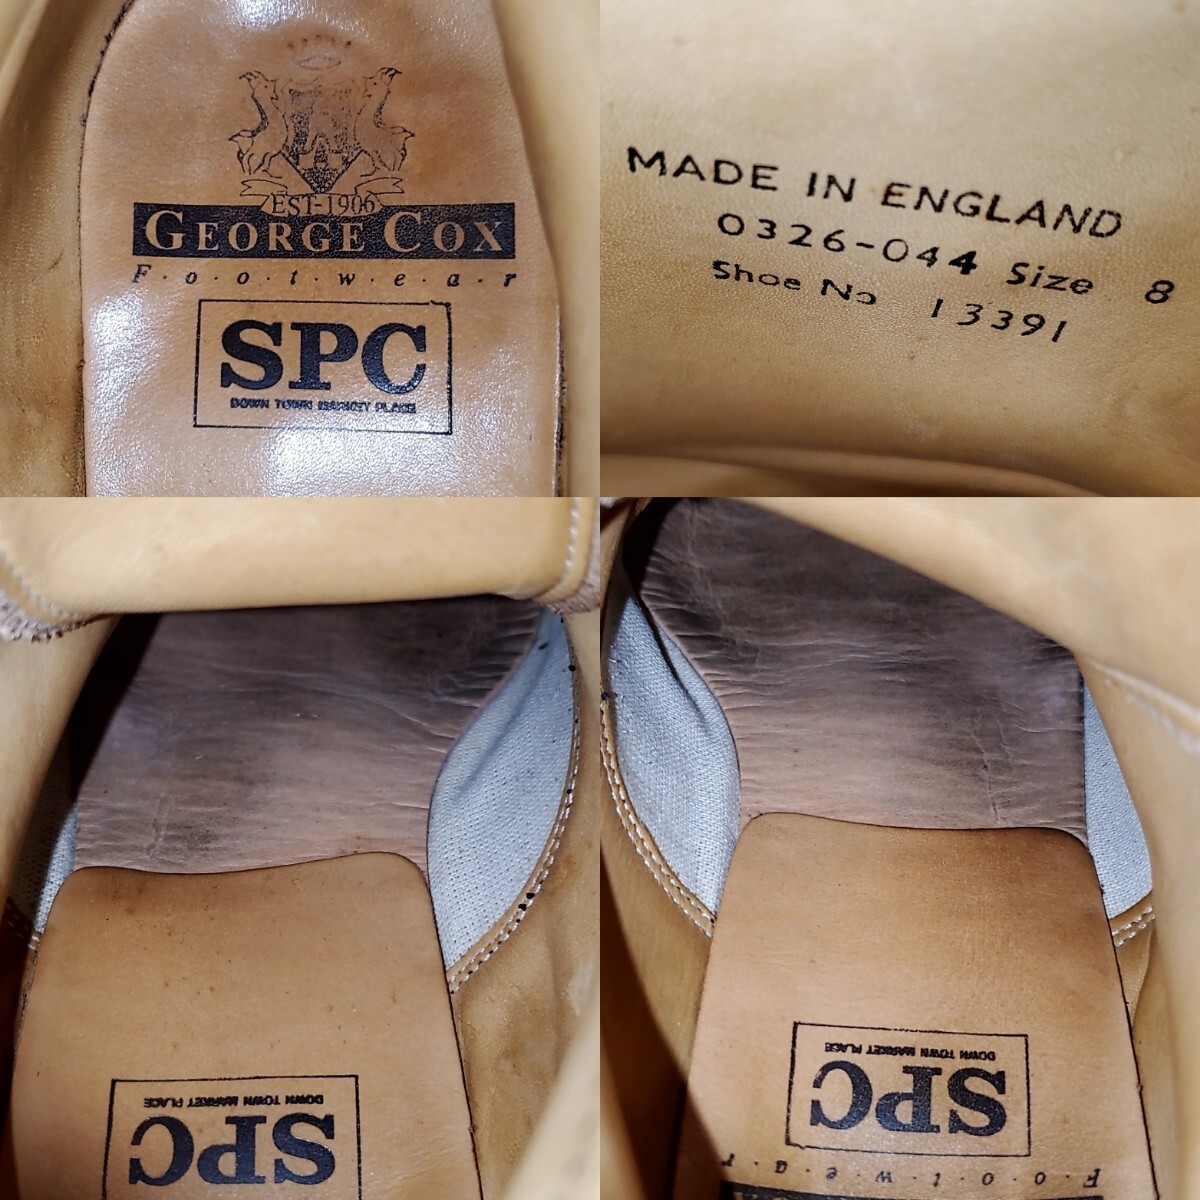 EST-1906
GEORGE COX
F·o·o·t·w·e·a·r
SPC
DOWN TOWN MARKET PLACE
MADE IN ENGLAND
0326-044 Size 8
Shoe No 13391
SPC
DOWN TOWN MARKET PLACE
F·o·o·t·w·e·a·r
SPC
DOWN TOWN MARKET PLACE